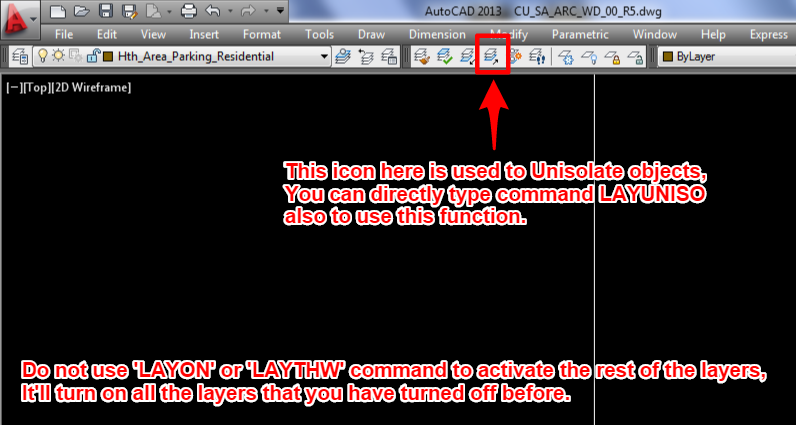 AutoCAD 2013 CU_SA_ARC_WD_00_R5.dwg
File Edit View Insert Format Tools Draw Dimension Modify Parametric Window Help Express
Hth_Area_Parking_Residential ByLayer
[−][Top][2D Wireframe]
This icon here is used to Unisolate objects,
You can directly type command LAYUNISO
also to use this function.
Do not use 'LAYON' or 'LAYTHW' command to activate the rest of the layers,
It'll turn on all the layers that you have turned off before.